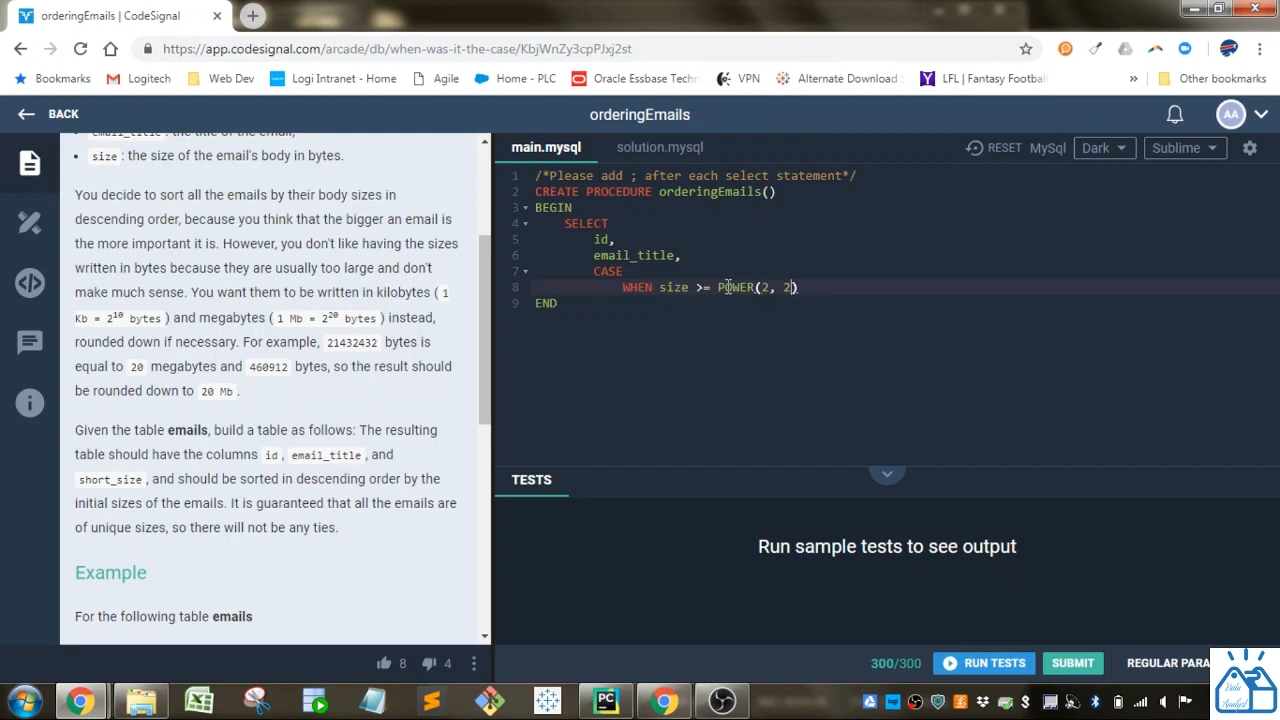 orderingEmails | CodeSignal
https://app.codesignal.com/arcade/db/when-was-it-the-case/KbjWnZy3cpPJxj2st
Bookmarks Logitech Web Dev Logi Intranet - Home Agile Home - PLC Oracle Essbase Techn VPN Alternate Download LFL | Fantasy Football » Other bookmarks
BACK orderingEmails AA
email_title: the title of the email;
size: the size of the email's body in bytes.
You decide to sort all the emails by their body sizes in
descending order, because you think that the bigger an email is
the more important it is. However, you don't like having the sizes
written in bytes because they are usually too large and don't
make much sense. You want them to be written in kilobytes ( 1
Kb = 2¹⁰ bytes ) and megabytes ( 1 Mb = 2²⁰ bytes ) instead,
rounded down if necessary. For example, 21432432 bytes is
equal to 20 megabytes and 460912 bytes, so the result should
be rounded down to 20 Mb .
Given the table emails, build a table as follows: The resulting
table should have the columns id , email_title , and
short_size , and should be sorted in descending order by the
initial sizes of the emails. It is guaranteed that all the emails are
of unique sizes, so there will not be any ties.
Example
For the following table emails
8 4
main.mysql solution.mysql RESET MySql Dark Sublime
1 /*Please add ; after each select statement*/
2 CREATE PROCEDURE orderingEmails()
3 BEGIN
4 SELECT
5 id,
6 email_title,
7 CASE
8 WHEN size >= POWER(2, 2)
9 END
TESTS
Run sample tests to see output
300/300 RUN TESTS SUBMIT REGULAR PARA
PC
Data
Analyst